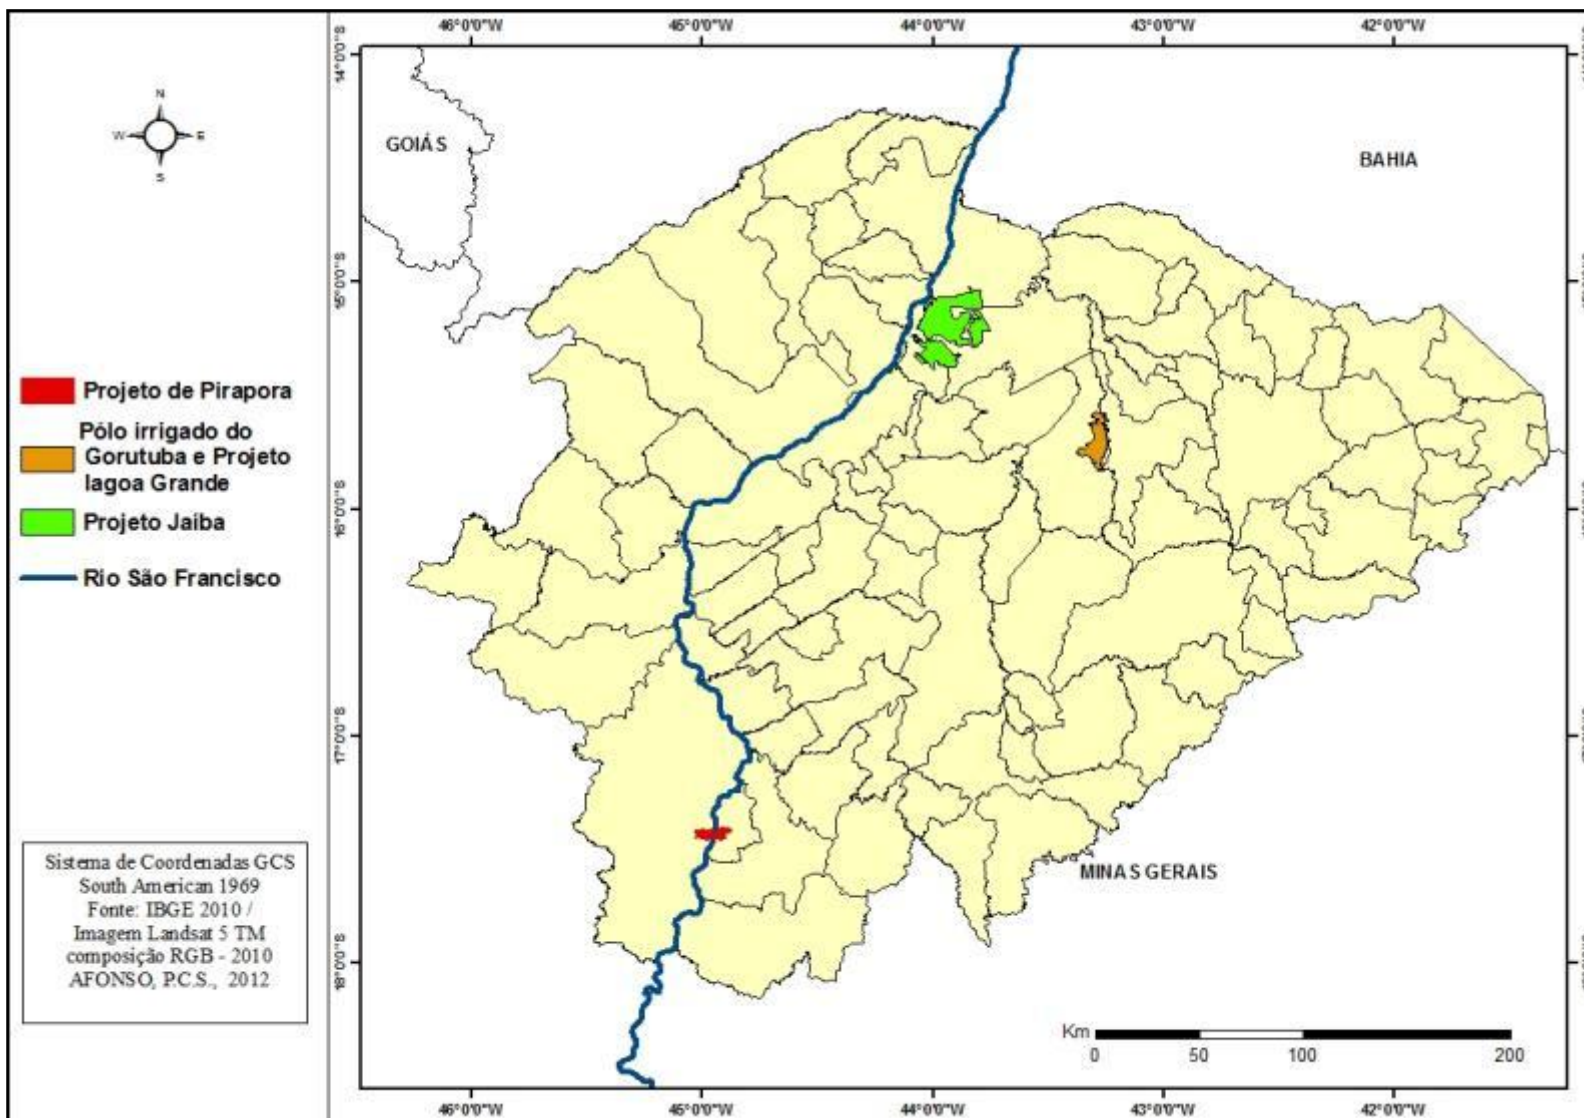 46°0'0"W
45°0'0"W
44°0'0"W
43°0'0"W
42°0'0"W
14°0'0"S
N
W
E
S
GOIÁS
BAHIA
15°0'0"S
Projeto de Pirapora
Pólo irrigado do
Gorutuba e Projeto
lagoa Grande
Projeto Jaíba
16°0'0"S
Rio São Francisco
17°0'0"S
Sistema de Coordenadas GCS
South American 1969
Fonte: IBGE 2010 /
Imagem Landsat 5 TM
composição RGB - 2010
AFONSO, P.C.S., 2012
MINAS GERAIS
18°0'0"S
Km
0
50
100
200
46°0'0"W
45°0'0"W
44°0'0"W
43°0'0"W
42°0'0"W